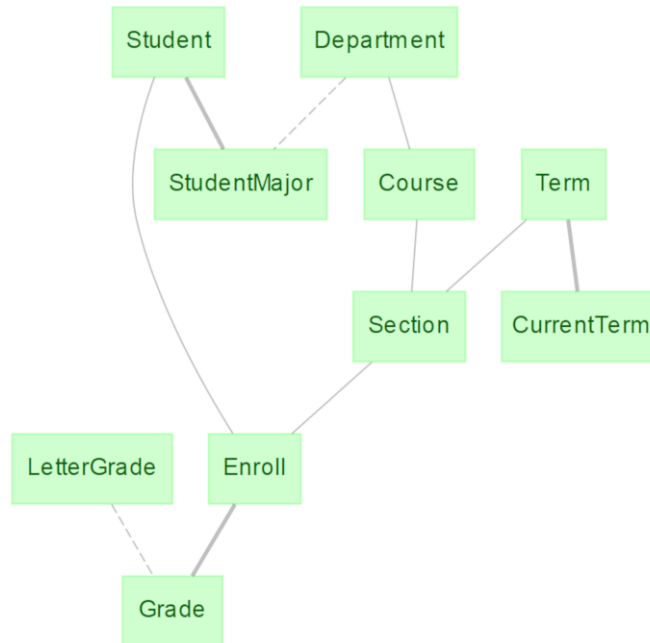 Student
Department
StudentMajor
Course
Term
Section
CurrentTerm
LetterGrade
Enroll
Grade